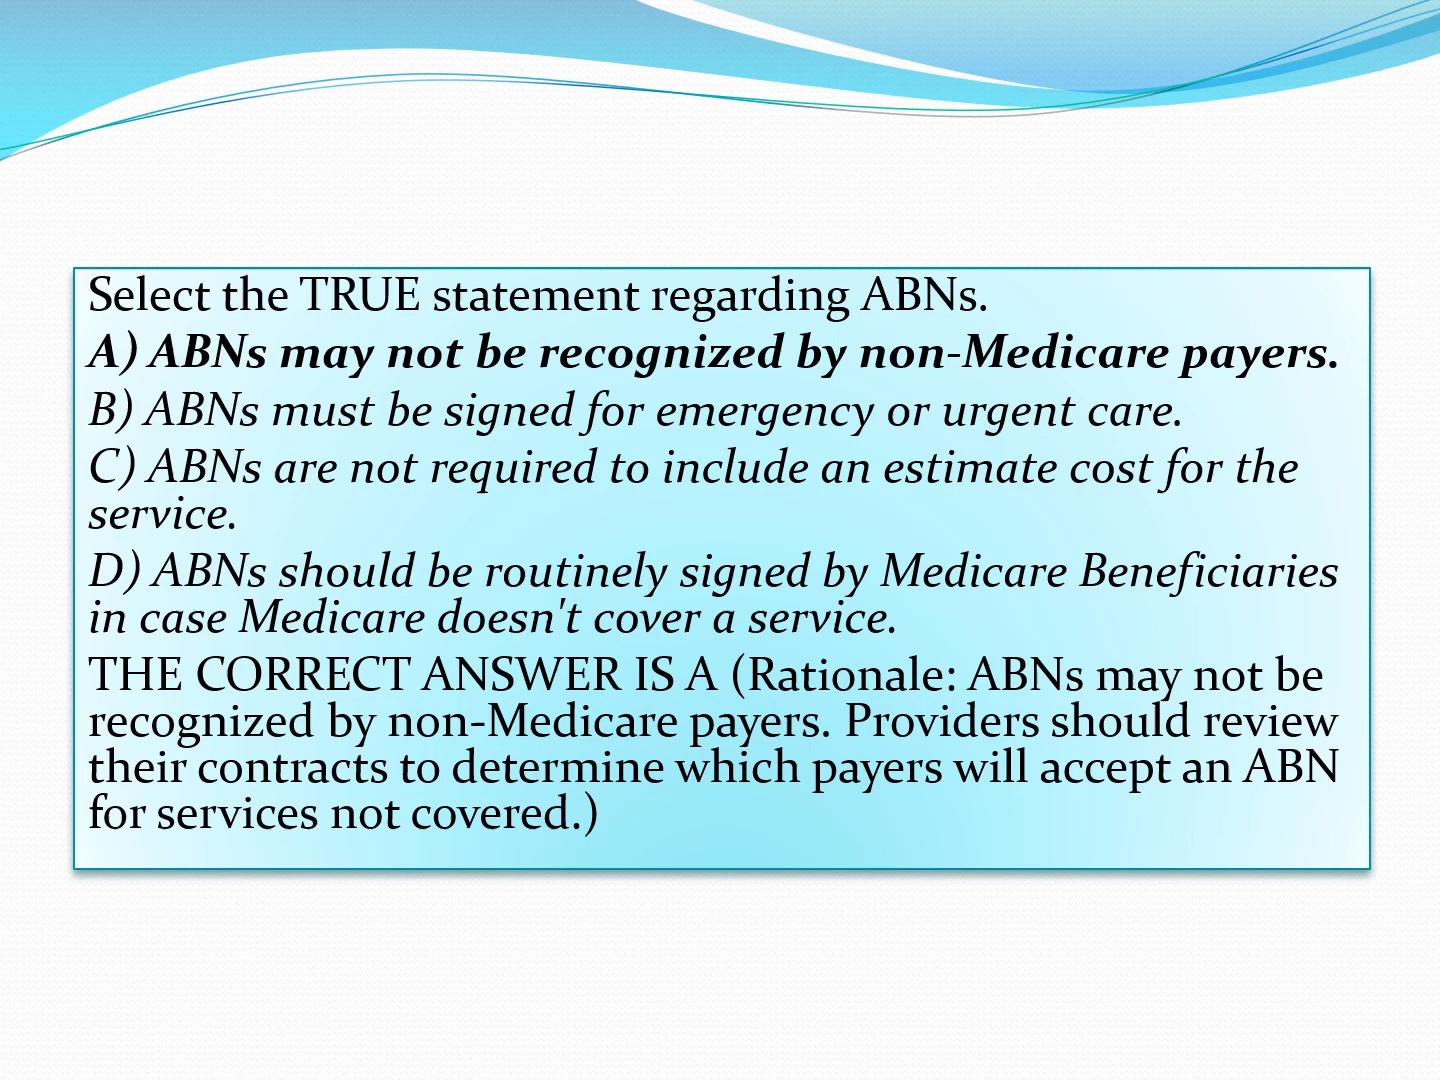 Select the TRUE statement regarding ABNs.
A) ABNs may not be recognized by non-Medicare payers.
B) ABNs must be signed for emergency or urgent care.
C) ABNs are not required to include an estimate cost for the
service.
D) ABNs should be routinely signed by Medicare Beneficiaries
in case Medicare doesn't cover a service.
THE CORRECT ANSWER IS A (Rationale: ABNs may not be
recognized by non-Medicare payers. Providers should review
their contracts to determine which payers will accept an ABN
for services not covered.)